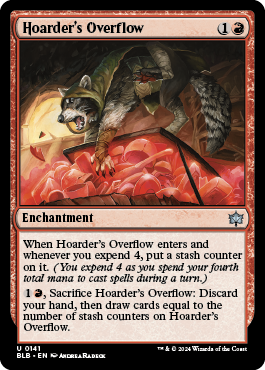 Hoarder's Overflow 1
Enchantment
When Hoarder's Overflow enters and
whenever you expend 4, put a stash counter
on it. (You expend 4 as you spend your fourth
total mana to cast spells during a turn.)
1 , Sacrifice Hoarder's Overflow: Discard
your hand, then draw cards equal to the
number of stash counters on Hoarder's
Overflow.
U 0141
BLB • EN Andrea Radeck
™ & © 2024 Wizards of the Coast